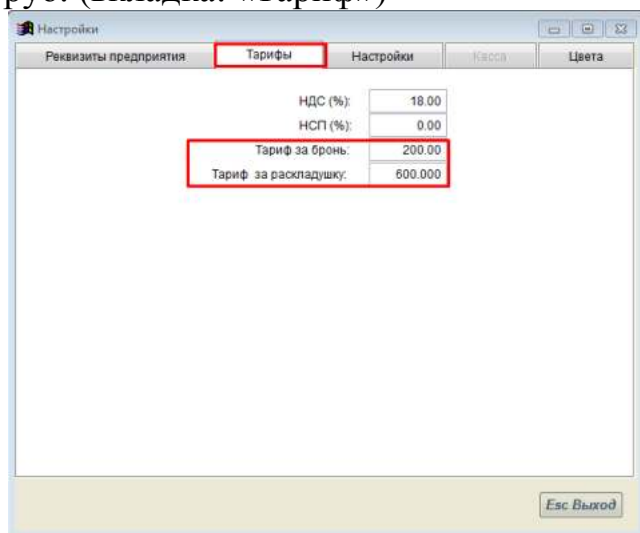 руб. (вкладка: «Тариф»)
Настройки
Реквизиты предприятия Тарифы Настройки Касса Цвета
НДС (%): 18.00
НСП (%): 0.00
Тариф за бронь: 200.00
Тариф за раскладушку: 600.000
Esc Выход